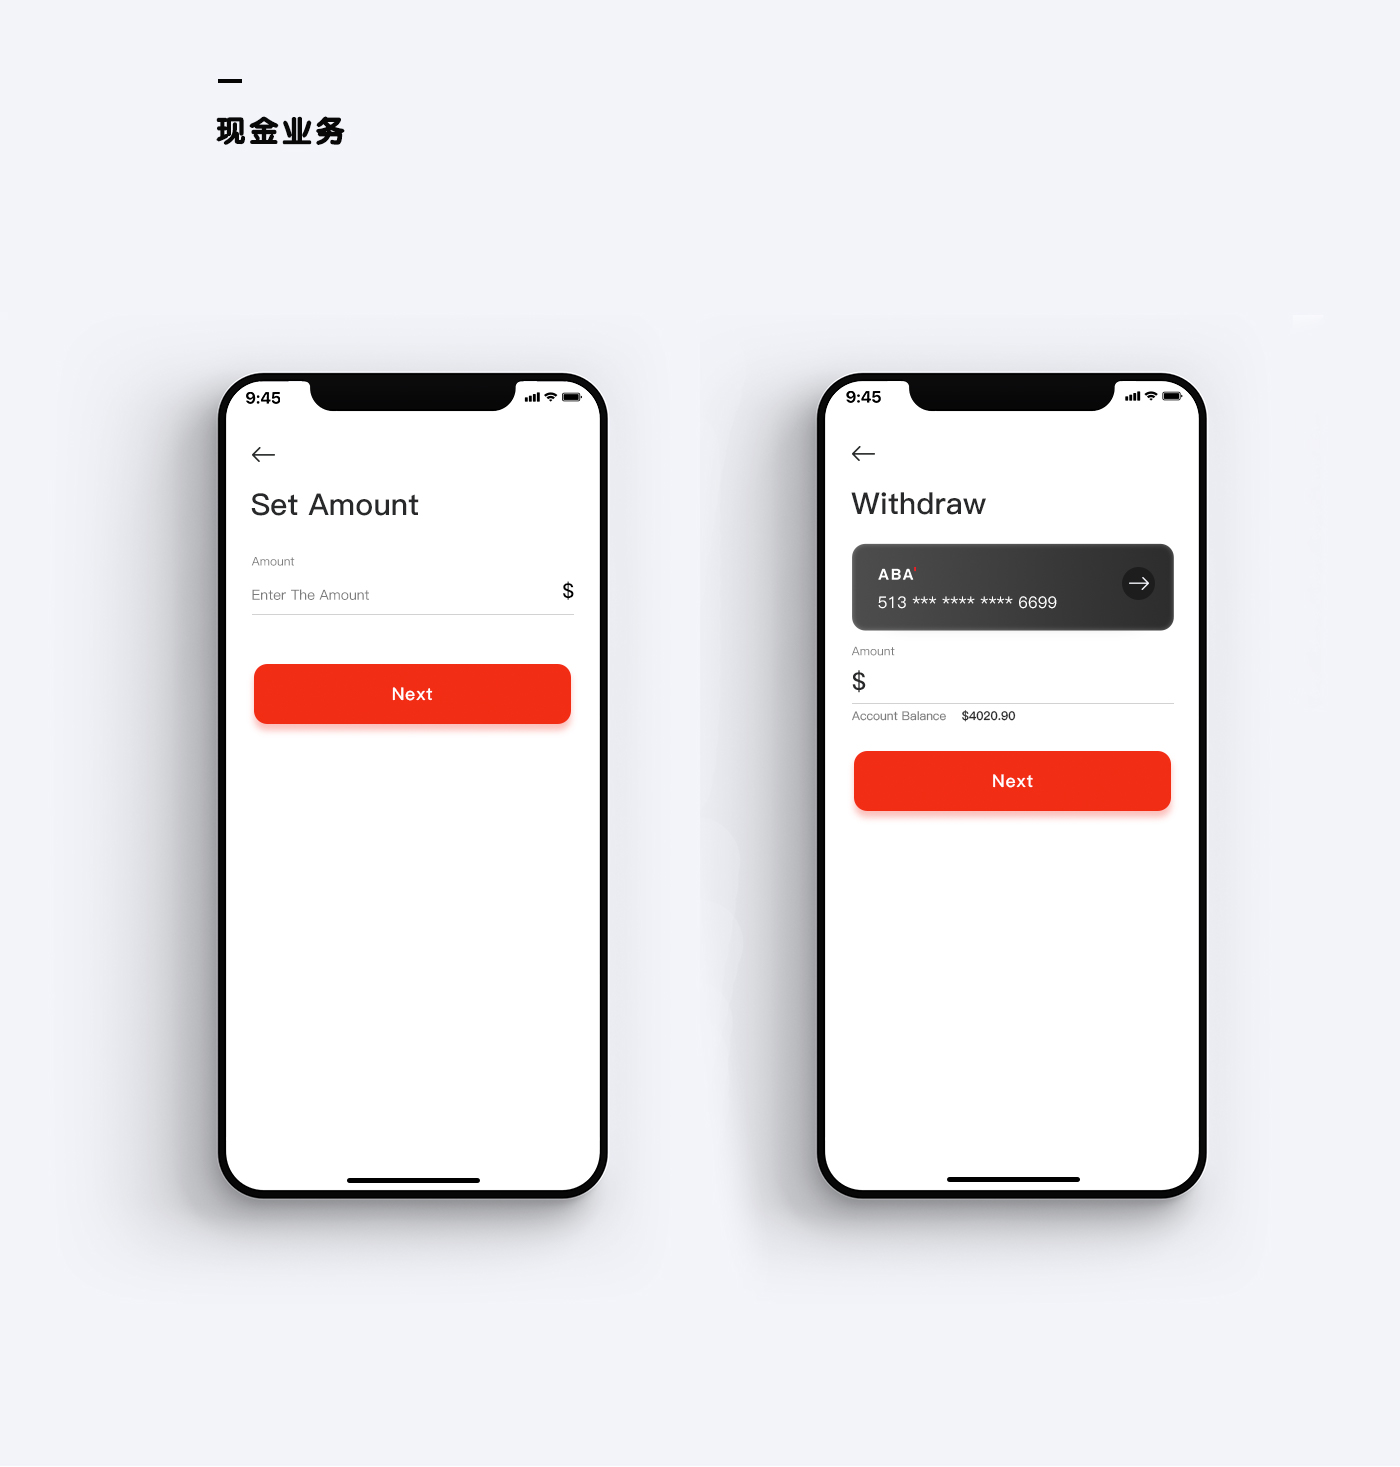 现金业务
9:45
Set Amount
Amount
Enter The Amount $
Next
9:45
Withdraw
ABA'
513 *** **** **** 6699
Amount
$
Account Balance $4020.90
Next